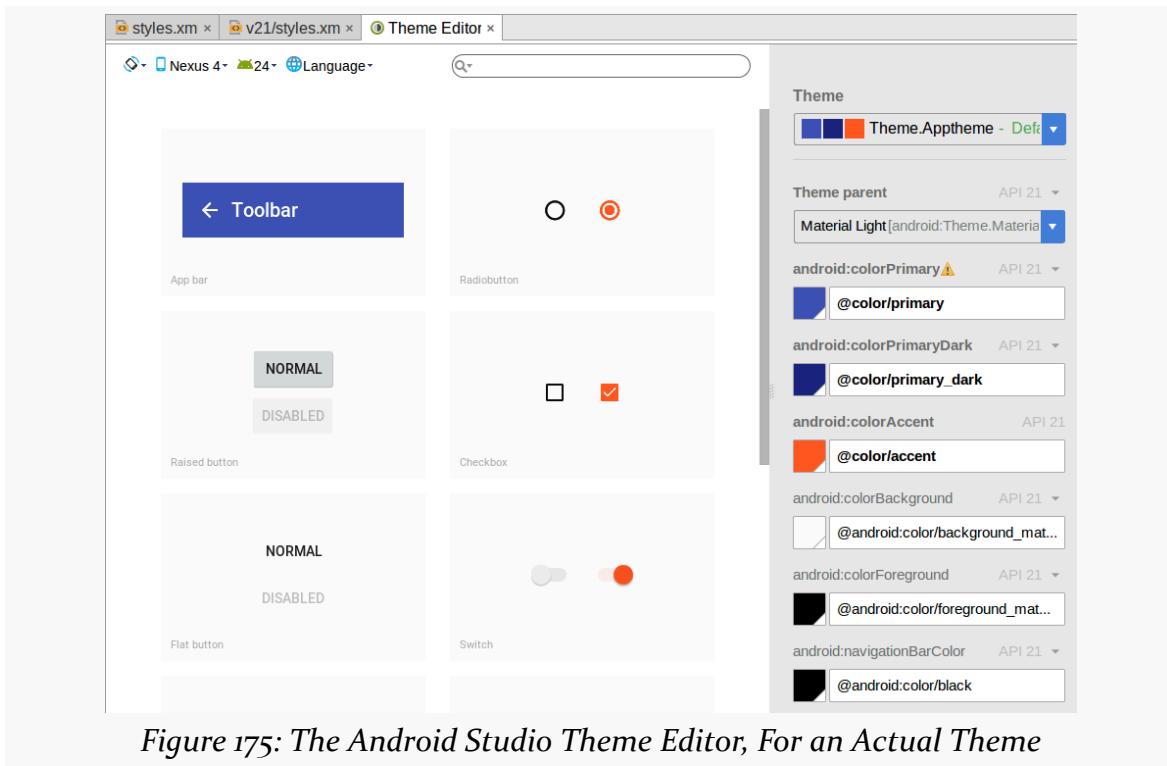 styles.xm × v21/styles.xm × Theme Editor ×
Nexus 4 24 Language
App bar
Toolbar
Radiobutton
NORMAL
DISABLED
Raised button
Checkbox
NORMAL
DISABLED
Flat button
Switch
Theme
Theme.Apptheme - Defa
Theme parent API 21
Material Light [android:Theme.Materia
android:colorPrimary API 21
@color/primary
android:colorPrimaryDark API 21
@color/primary_dark
android:colorAccent API 21
@color/accent
android:colorBackground API 21
@android:color/background_mat...
android:colorForeground API 21
@android:color/foreground_mat...
android:navigationBarColor API 21
@android:color/black
Figure 175: The Android Studio Theme Editor, For an Actual Theme